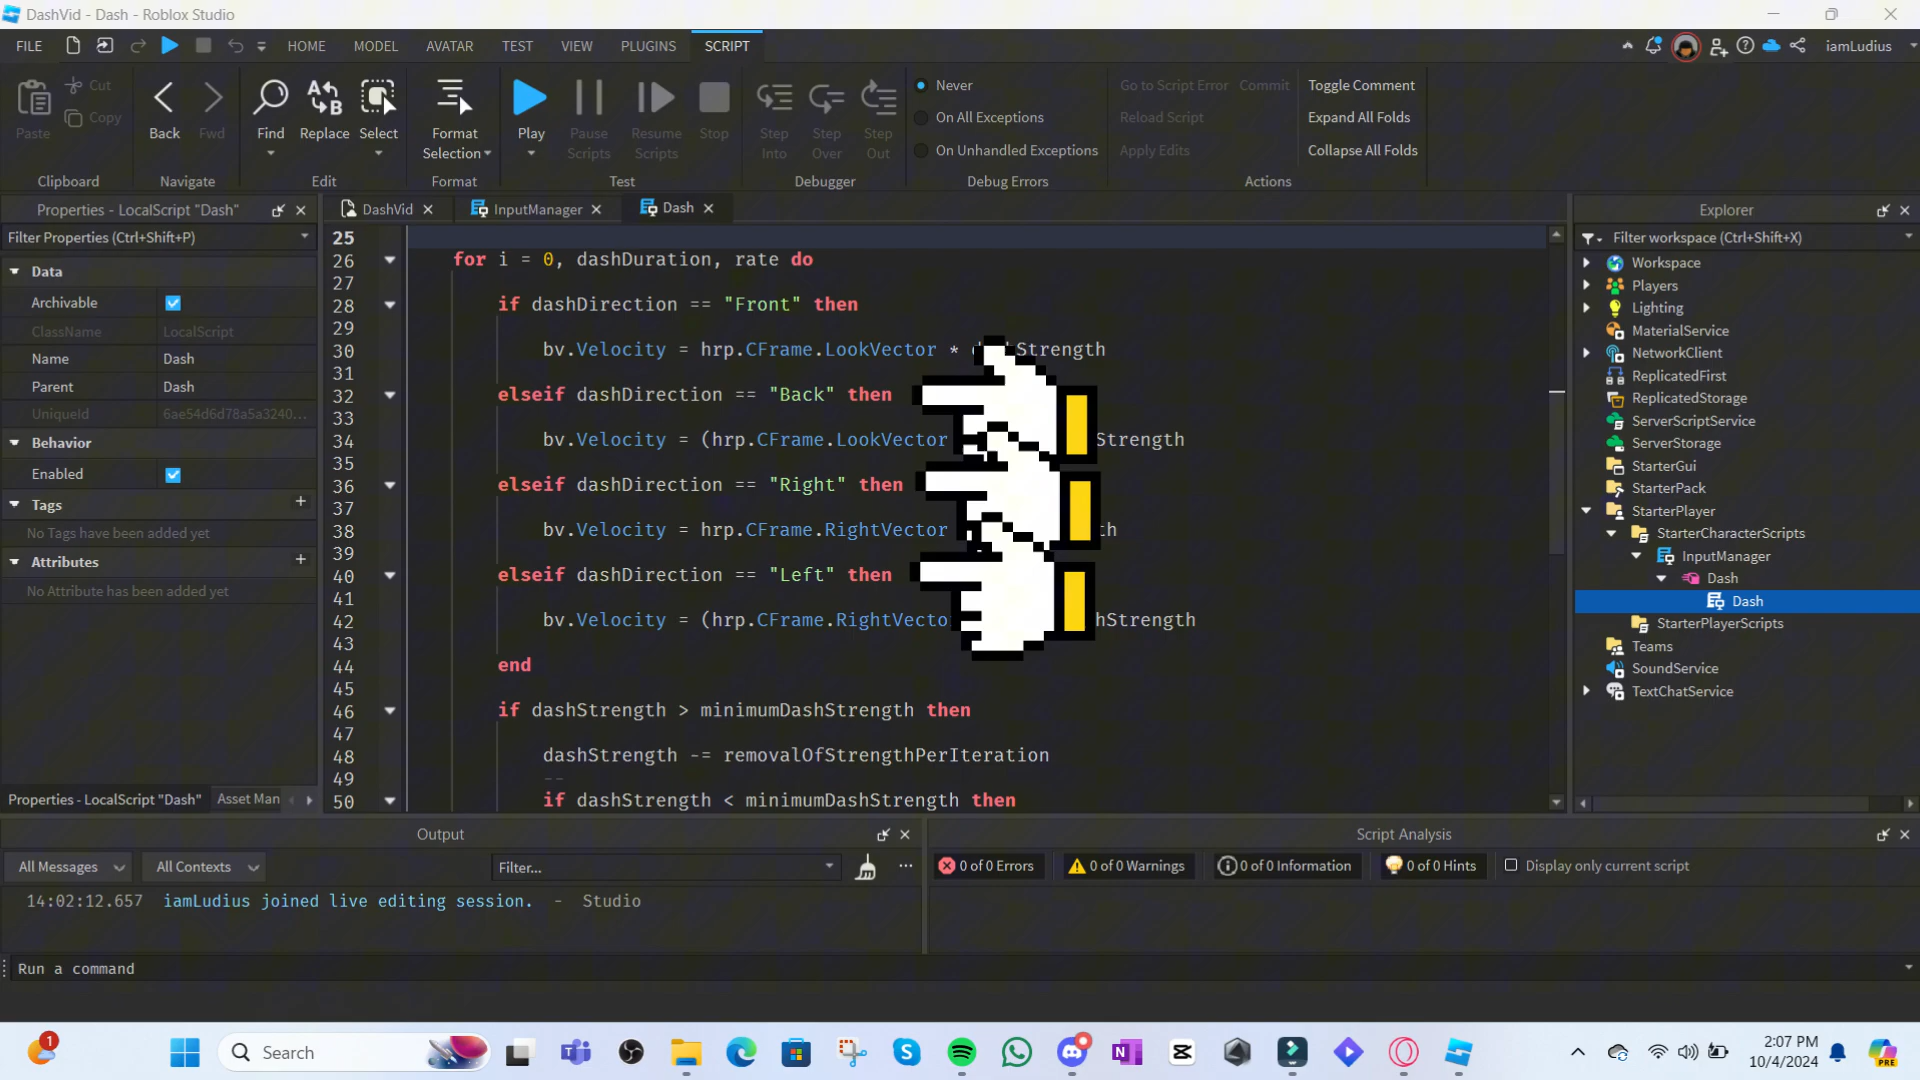 DashVid - Dash - Roblox Studio
FILE HOME MODEL AVATAR TEST VIEW PLUGINS SCRIPT iamLudius
Paste Cut Copy Back Fwd Find Replace Select Format Selection Play Pause Scripts Resume Scripts Stop Step Into Step Over Step Out
Never
On All Exceptions
On Unhandled Exceptions
Go to Script Error Commit
Reload Script
Apply Edits
Toggle Comment
Expand All Folds
Collapse All Folds
Clipboard Navigate Edit Format Test Debugger Debug Errors Actions
Properties - LocalScript "Dash"
Filter Properties (Ctrl+Shift+P)
Data
Archivable
ClassName LocalScript
Name Dash
Parent Dash
UniqueId 6ae54d6d78a5a3240...
Behavior
Enabled
Tags +
No Tags have been added yet
Attributes +
No Attribute has been added yet
Properties - LocalScript "Dash" Asset Man
DashVid InputManager Dash
25
26 for i = 0, dashDuration, rate do
27
28 if dashDirection == "Front" then
29
30 bv.Velocity = hrp.CFrame.LookVector * Strength
31
32 elseif dashDirection == "Back" then
33
34 bv.Velocity = (hrp.CFrame.LookVector Strength
35
36 elseif dashDirection == "Right" then
37
38 bv.Velocity = hrp.CFrame.RightVector th
39
40 elseif dashDirection == "Left" then
41
42 bv.Velocity = (hrp.CFrame.RightVecto hStrength
43
44 end
45
46 if dashStrength > minimumDashStrength then
47
48 dashStrength -= removalOfStrengthPerIteration
49 --
50 if dashStrength < minimumDashStrength then
Explorer
Filter workspace (Ctrl+Shift+X)
Workspace
Players
Lighting
MaterialService
NetworkClient
ReplicatedFirst
ReplicatedStorage
ServerScriptService
ServerStorage
StarterGui
StarterPack
StarterPlayer
StarterCharacterScripts
InputManager
Dash
Dash
StarterPlayerScripts
Teams
SoundService
TextChatService
Output
All Messages All Contexts Filter... ...
14:02:12.657 iamLudius joined live editing session. - Studio
Script Analysis
0 of 0 Errors 0 of 0 Warnings 0 of 0 Information 0 of 0 Hints Display only current script
Run a command
1 Search PRE
2:07 PM
10/4/2024